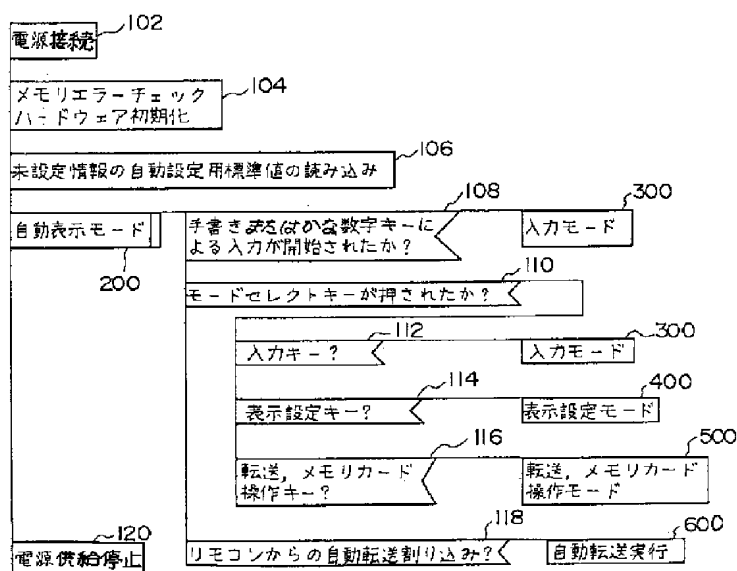 電源接続
102
メモリエラーチェック
ハードウェア初期化
104
未設定情報の自動設定用標準値の読み込み
106
自動表示モード
200
手書きまたはかな数字キーに
よる入力が開始されたか?
108
入力モード
300
モードセレクトキーが押されたか?
110
入力キー?
112
入力モード
300
表示設定キー?
114
表示設定モード
400
転送,メモリカード
操作キー?
116
転送,メモリカード
操作モード
500
電源供給停止
120
リモコンからの自動転送割り込み?
118
自動転送実行
600